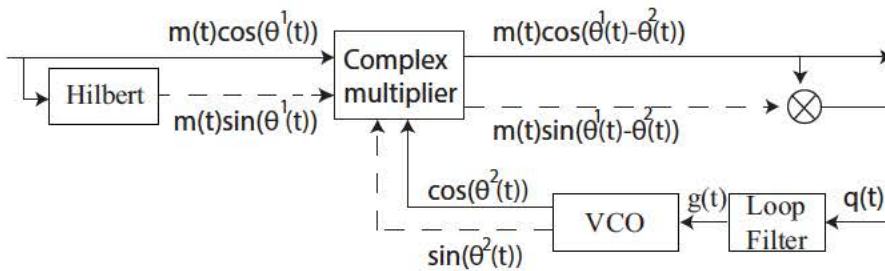 m(t)cos(θ¹(t))
m(t)cos(θ¹(t)-θ²(t))
Complex
multiplier
Hilbert
m(t)sin(θ¹(t))
m(t)sin(θ¹(t)-θ²(t))
cos(θ²(t))
g(t)
q(t)
VCO
Loop
Filter
sin(θ²(t))